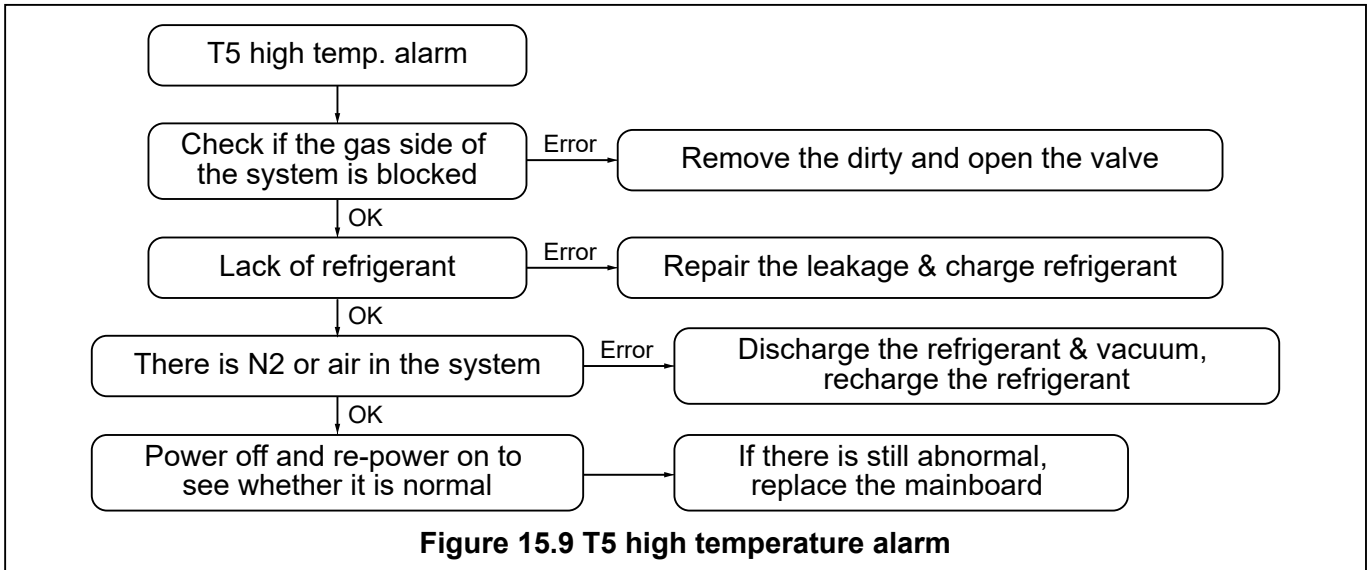 T5 high temp. alarm
Check if the gas side of
the system is blocked
Error
Remove the dirty and open the valve
OK
Lack of refrigerant
Error
Repair the leakage & charge refrigerant
OK
There is N2 or air in the system
Error
Discharge the refrigerant & vacuum,
recharge the refrigerant
OK
Power off and re-power on to
see whether it is normal
If there is still abnormal,
replace the mainboard
Figure 15.9 T5 high temperature alarm